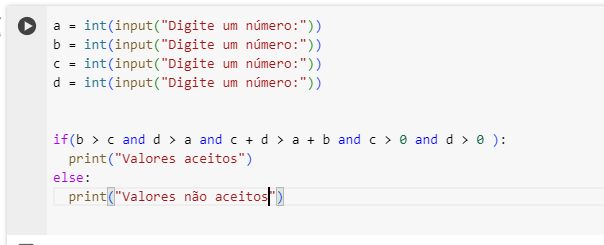 a = int(input("Digite um número:"))
b = int(input("Digite um número:"))
c = int(input("Digite um número:"))
d = int(input("Digite um número:"))
if(b > c and d > a and c + d > a + b and c > 0 and d > 0 ):
  print("Valores aceitos")
else:
  print("Valores não aceitos")